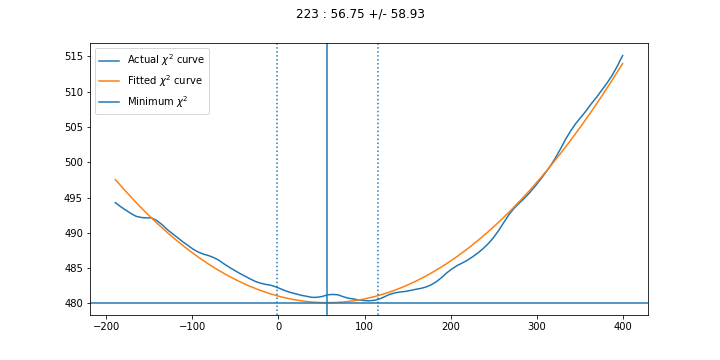 223 : 56.75 +/- 58.93
Actual χ² curve
Fitted χ² curve
Minimum χ²
515
510
505
500
495
490
485
480
−200 −100 0 100 200 300 400